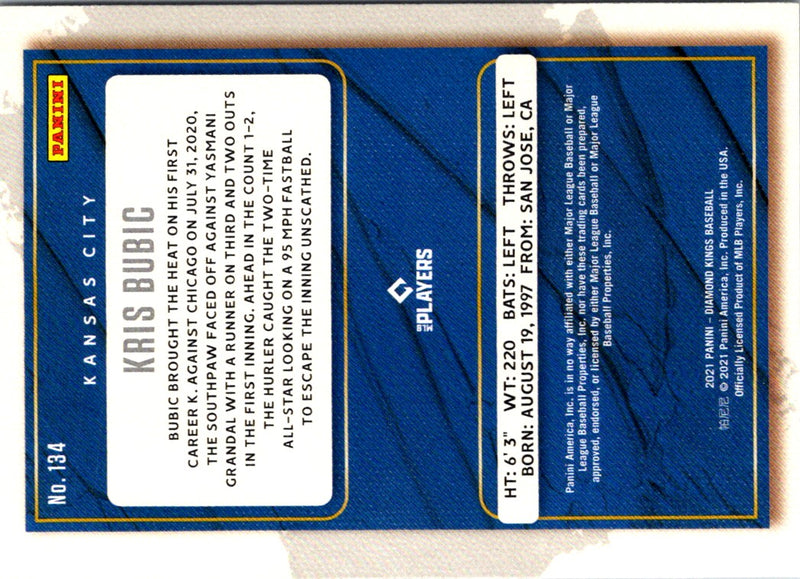 No. 134
PANINI
KANSAS CITY
KRIS BUBIC
BUBIC BROUGHT THE HEAT ON HIS FIRST
CAREER K. AGAINST CHICAGO ON JULY 31, 2020,
THE SOUTHPAW FACED OFF AGAINST YASMANI
GRANDAL WITH A RUNNER ON THIRD AND TWO OUTS
IN THE FIRST INNING. AHEAD IN THE COUNT 1-2,
THE HURLER CAUGHT THE TWO-TIME
ALL-STAR LOOKING ON A 95 MPH FASTBALL
TO ESCAPE THE INNING UNSCATHED.
MLB PLAYERS
HT: 6' 3" WT: 220 BATS: LEFT THROWS: LEFT
BORN: AUGUST 19, 1997 FROM: SAN JOSE, CA
Panini America, Inc. is in no way affiliated with either Major League Baseball or Major
League Baseball Properties, Inc. nor have these trading cards been prepared,
approved, endorsed, or licensed by either Major League Baseball or Major League
Baseball Properties, Inc.
2021 PANINI – DIAMOND KINGS BASEBALL
帕尼尼 © 2021 Panini America, Inc. Produced in the USA.
Officially Licensed Product of MLB Players, Inc.